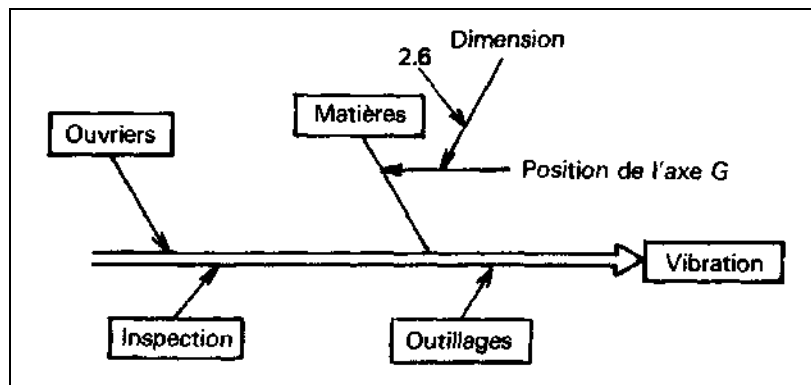 Dimension
2.6
Matières
Ouvriers
Position de l'axe G
Vibration
Inspection
Outillages